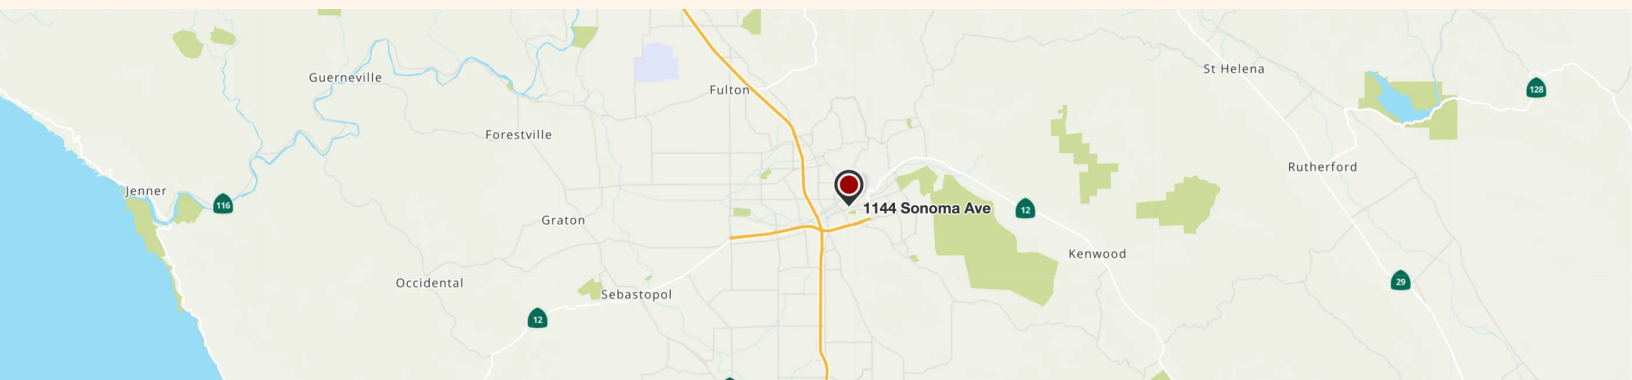 St Helena
Guerneville
128
Fulton
Forestville
Rutherford
Jenner
116
1144 Sonoma Ave
12
Graton
Kenwood
Occidental
29
Sebastopol
12